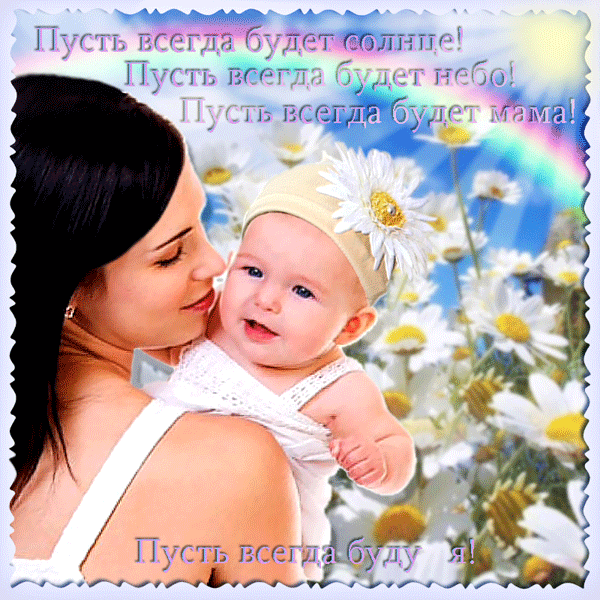 Пусть всегда будет солнце!
Пусть всегда будет небо!
Пусть всегда будет мама!
Пусть всегда буду я!